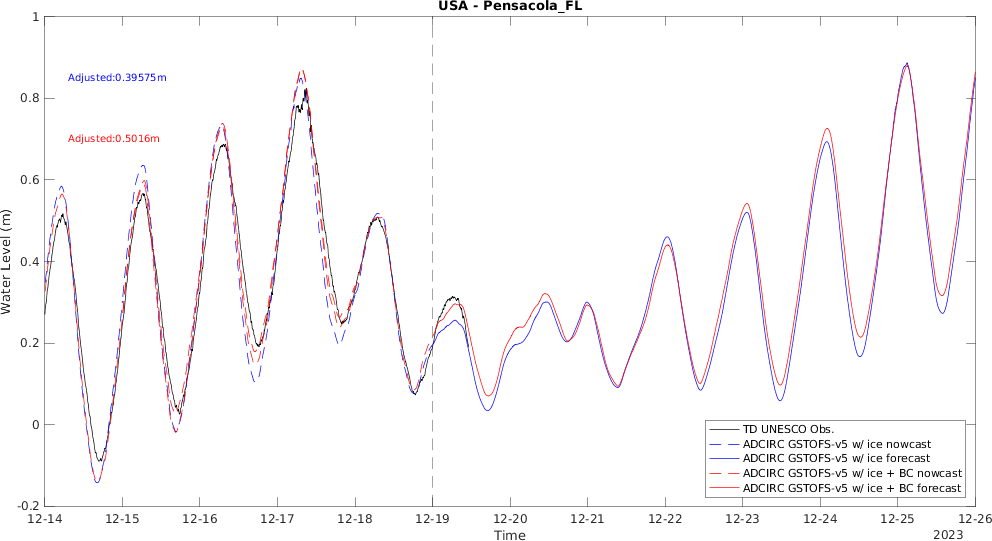 USA - Pensacola_FL
1
0.8
0.6
0.4
0.2
0
-0.2
Water Level (m)
Adjusted:0.39575m
Adjusted:0.5016m
TD UNESCO Obs.
ADCIRC GSTOFS-v5 w/ ice nowcast
ADCIRC GSTOFS-v5 w/ ice forecast
ADCIRC GSTOFS-v5 w/ ice + BC nowcast
ADCIRC GSTOFS-v5 w/ ice + BC forecast
12-14 12-15 12-16 12-17 12-18 12-19 12-20 12-21 12-22 12-23 12-24 12-25 12-26
Time
2023